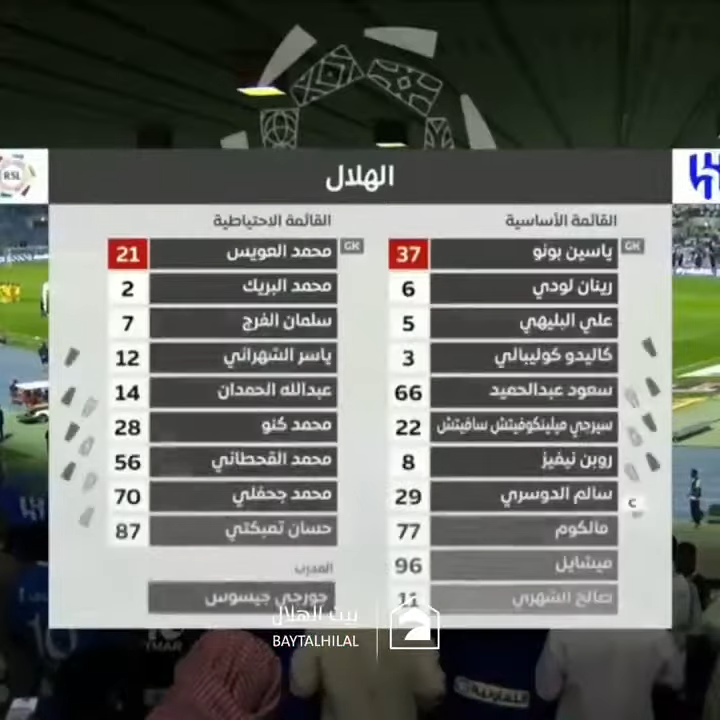 الهلال
القائمة الأساسية
GK ياسين بونو 37
رينان لودي 6
علي البليهي 5
كاليدو كوليبالي 3
سعود عبدالحميد 66
سيرجي ميلينكوفيتش سافيتش 22
روبن نيفيز 8
C سالم الدوسري 29
مالكوم 77
ميشايل 96
صالح الشهري 11
القائمة الاحتياطية
GK محمد العويس 21
محمد البريك 2
سلمان الفرج 7
ياسر الشهراني 12
عبدالله الحمدان 14
محمد كنو 28
محمد القحطاني 56
محمد جحفلي 70
حسان تمبكتي 87
المدرب
جورجي جيسوس
بيت الهلال
BAYTALHILAL
RSL